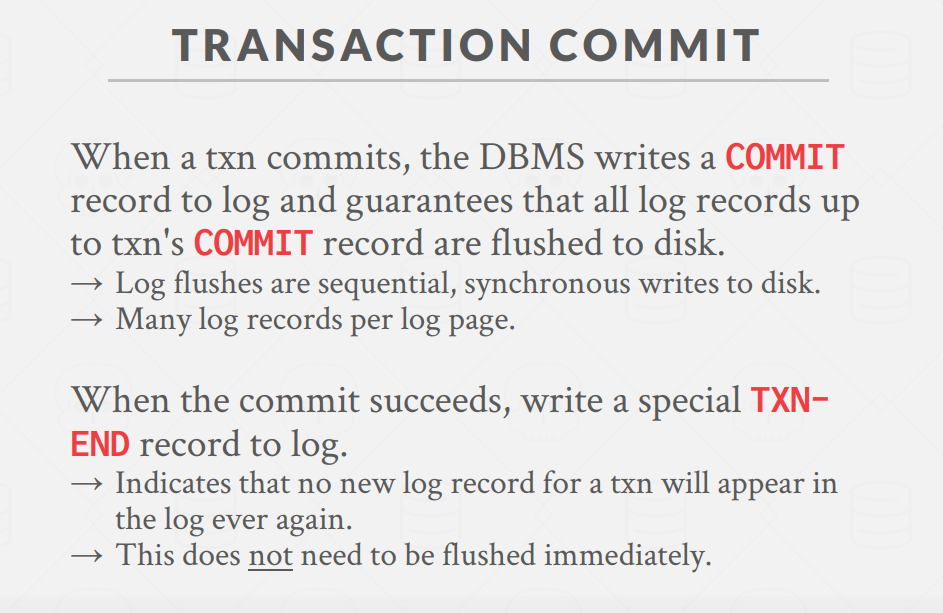 TRANSACTION COMMIT
When a txn commits, the DBMS writes a COMMIT
record to log and guarantees that all log records up
to txn's COMMIT record are flushed to disk.
→ Log flushes are sequential, synchronous writes to disk.
→ Many log records per log page.
When the commit succeeds, write a special TXN-
END record to log.
→ Indicates that no new log record for a txn will appear in
the log ever again.
→ This does not need to be flushed immediately.